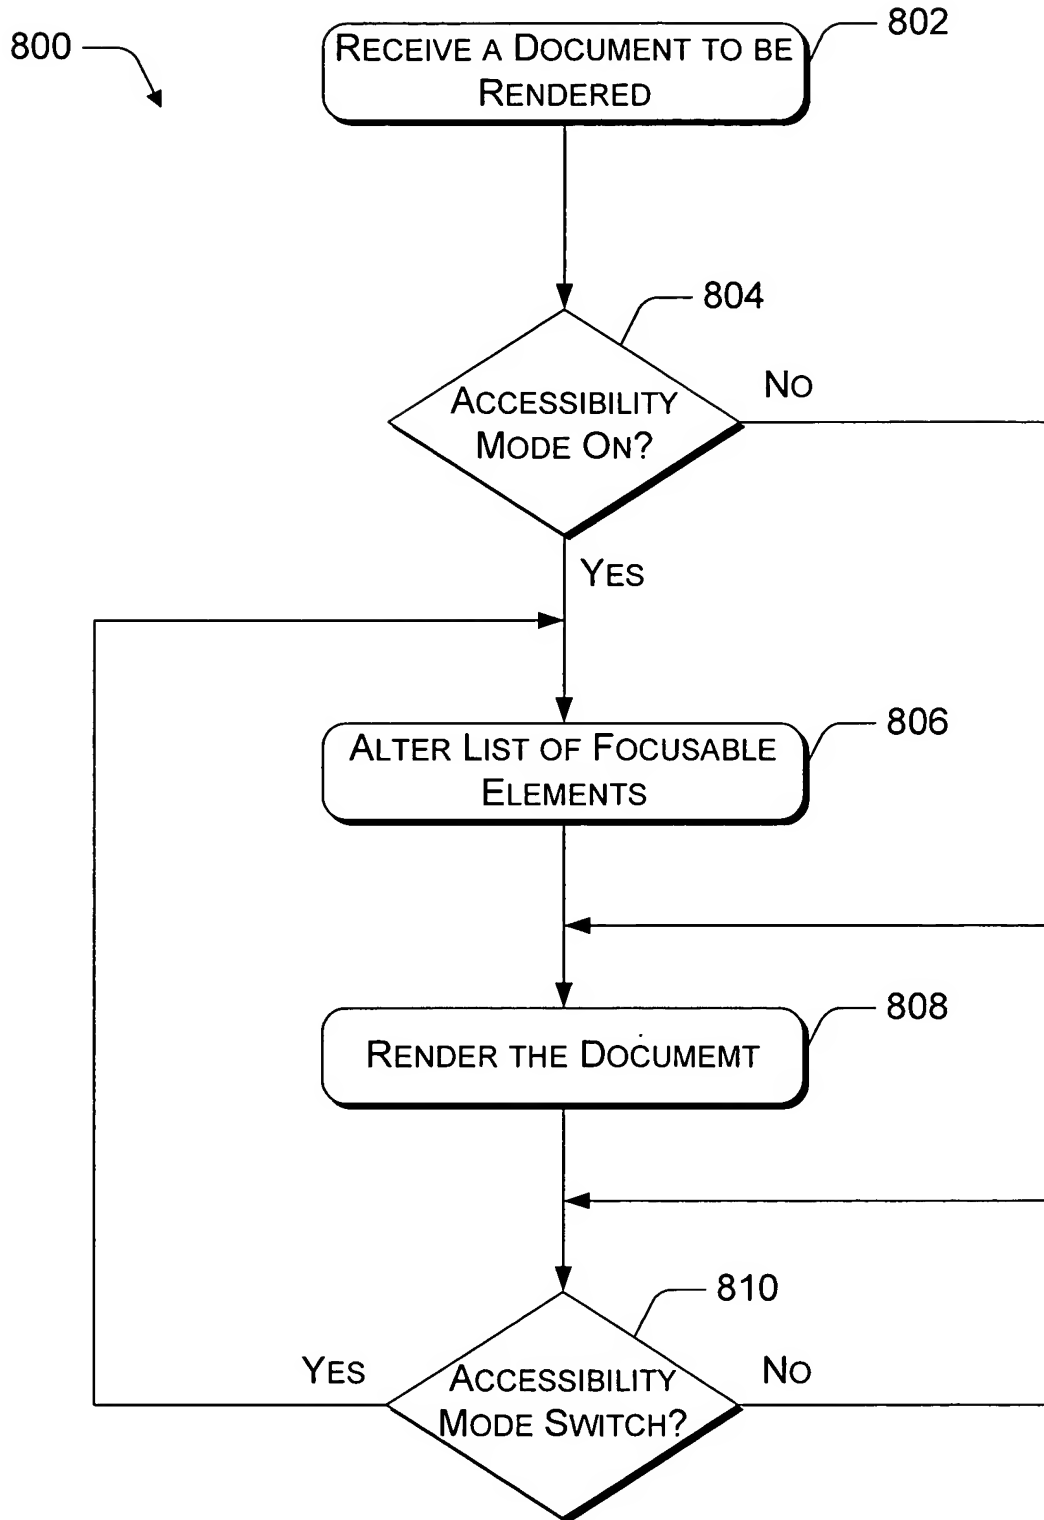 800
802
RECEIVE A DOCUMENT TO BE
RENDERED
804
ACCESSIBILITY
MODE ON?
NO
YES
806
ALTER LIST OF FOCUSABLE
ELEMENTS
808
RENDER THE DOCUMEMT
810
YES
ACCESSIBILITY
MODE SWITCH?
NO